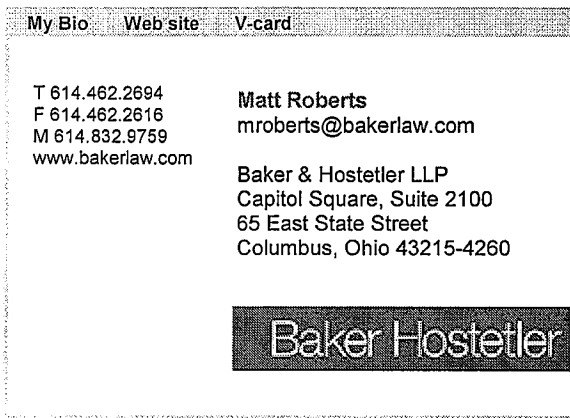 My Bio Web site V-card
T 614.462.2694
F 614.462.2616
M 614.832.9759
www.bakerlaw.com
Matt Roberts
mroberts@bakerlaw.com
Baker & Hostetler LLP
Capitol Square, Suite 2100
65 East State Street
Columbus, Ohio 43215-4260
Baker Hostetler